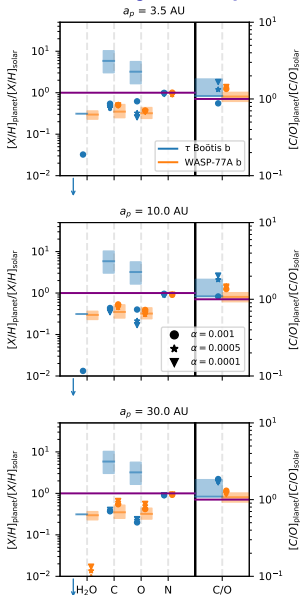 a_p = 3.5 AU
[X/H]_planet/[X/H]_solar
10^1
10^0
10^−1
10^−2
τ Boötis b
WASP-77A b
10^1
10^0
10^−1
[C/O]_planet/[C/O]_solar
a_p = 10.0 AU
[X/H]_planet/[X/H]_solar
10^1
10^0
10^−1
10^−2
α = 0.001
α = 0.0005
α = 0.0001
10^1
10^0
10^−1
[C/O]_planet/[C/O]_solar
a_p = 30.0 AU
[X/H]_planet/[X/H]_solar
10^1
10^0
10^−1
10^−2
10^1
10^0
10^−1
[C/O]_planet/[C/O]_solar
H₂O C O N C/O